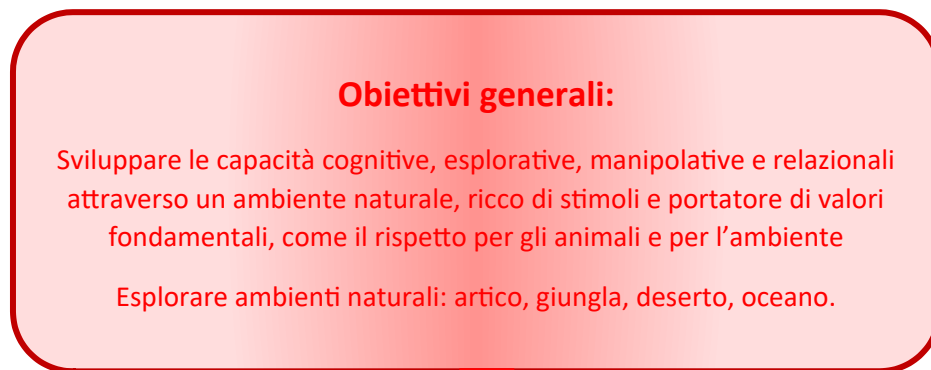 Obiettivi generali:
Sviluppare le capacità cognitive, esplorative, manipolative e relazionali
attraverso un ambiente naturale, ricco di stimoli e portatore di valori
fondamentali, come il rispetto per gli animali e per l’ambiente
Esplorare ambienti naturali: artico, giungla, deserto, oceano.